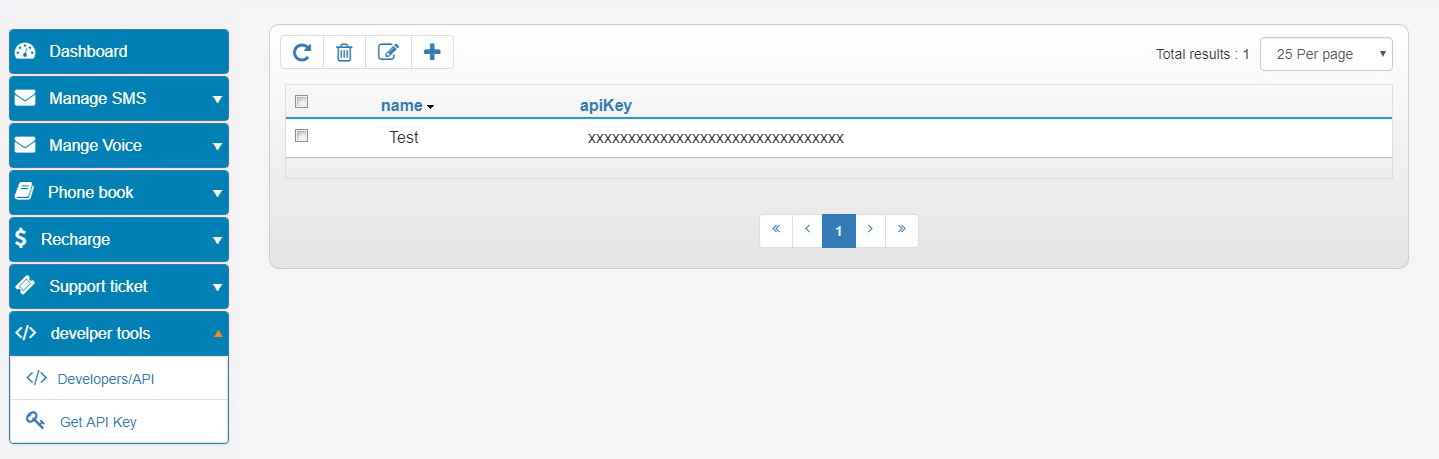 Dashboard
Manage SMS
Mange Voice
Phone book
Recharge
Support ticket
develper tools
Developers/API
Get API Key
Total results : 1 25 Per page
name apiKey
Test xxxxxxxxxxxxxxxxxxxxxxxxxxxxxxxx
« ‹ 1 › »